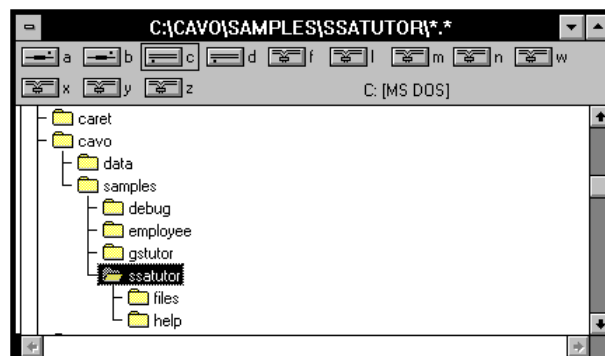 C:\CAVO\SAMPLES\SSATUTOR\*.*
a b c d f l m n w
x y z C: [MS DOS]
caret
cavo
data
samples
debug
employee
gstutor
ssatutor
files
help